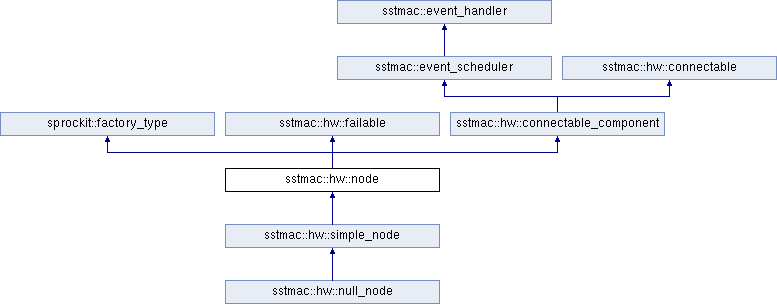 sstmac::event_handler
sstmac::event_scheduler
sstmac::hw::connectable
sprockit::factory_type
sstmac::hw::failable
sstmac::hw::connectable_component
sstmac::hw::node
sstmac::hw::simple_node
sstmac::hw::null_node